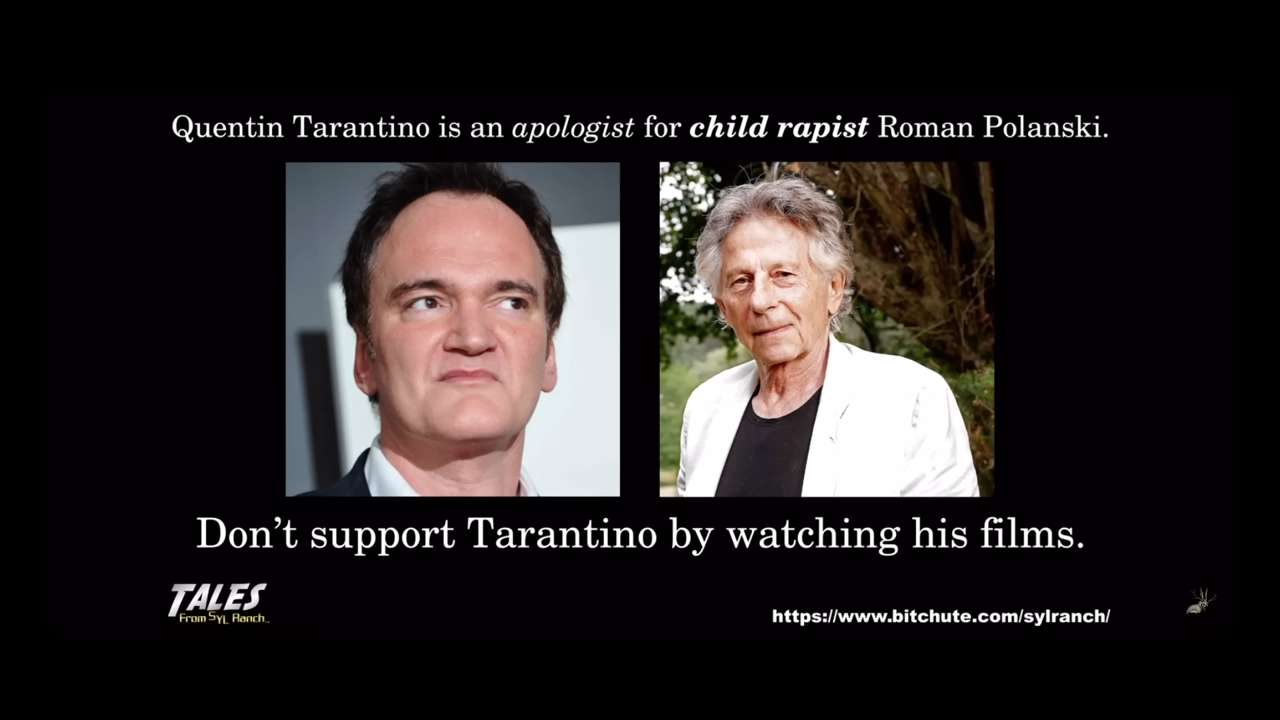 Quentin Tarantino is an apologist for child rapist Roman Polanski.
Don’t support Tarantino by watching his films.
TALES
From SYL Ranch
https://www.bitchute.com/sylranch/